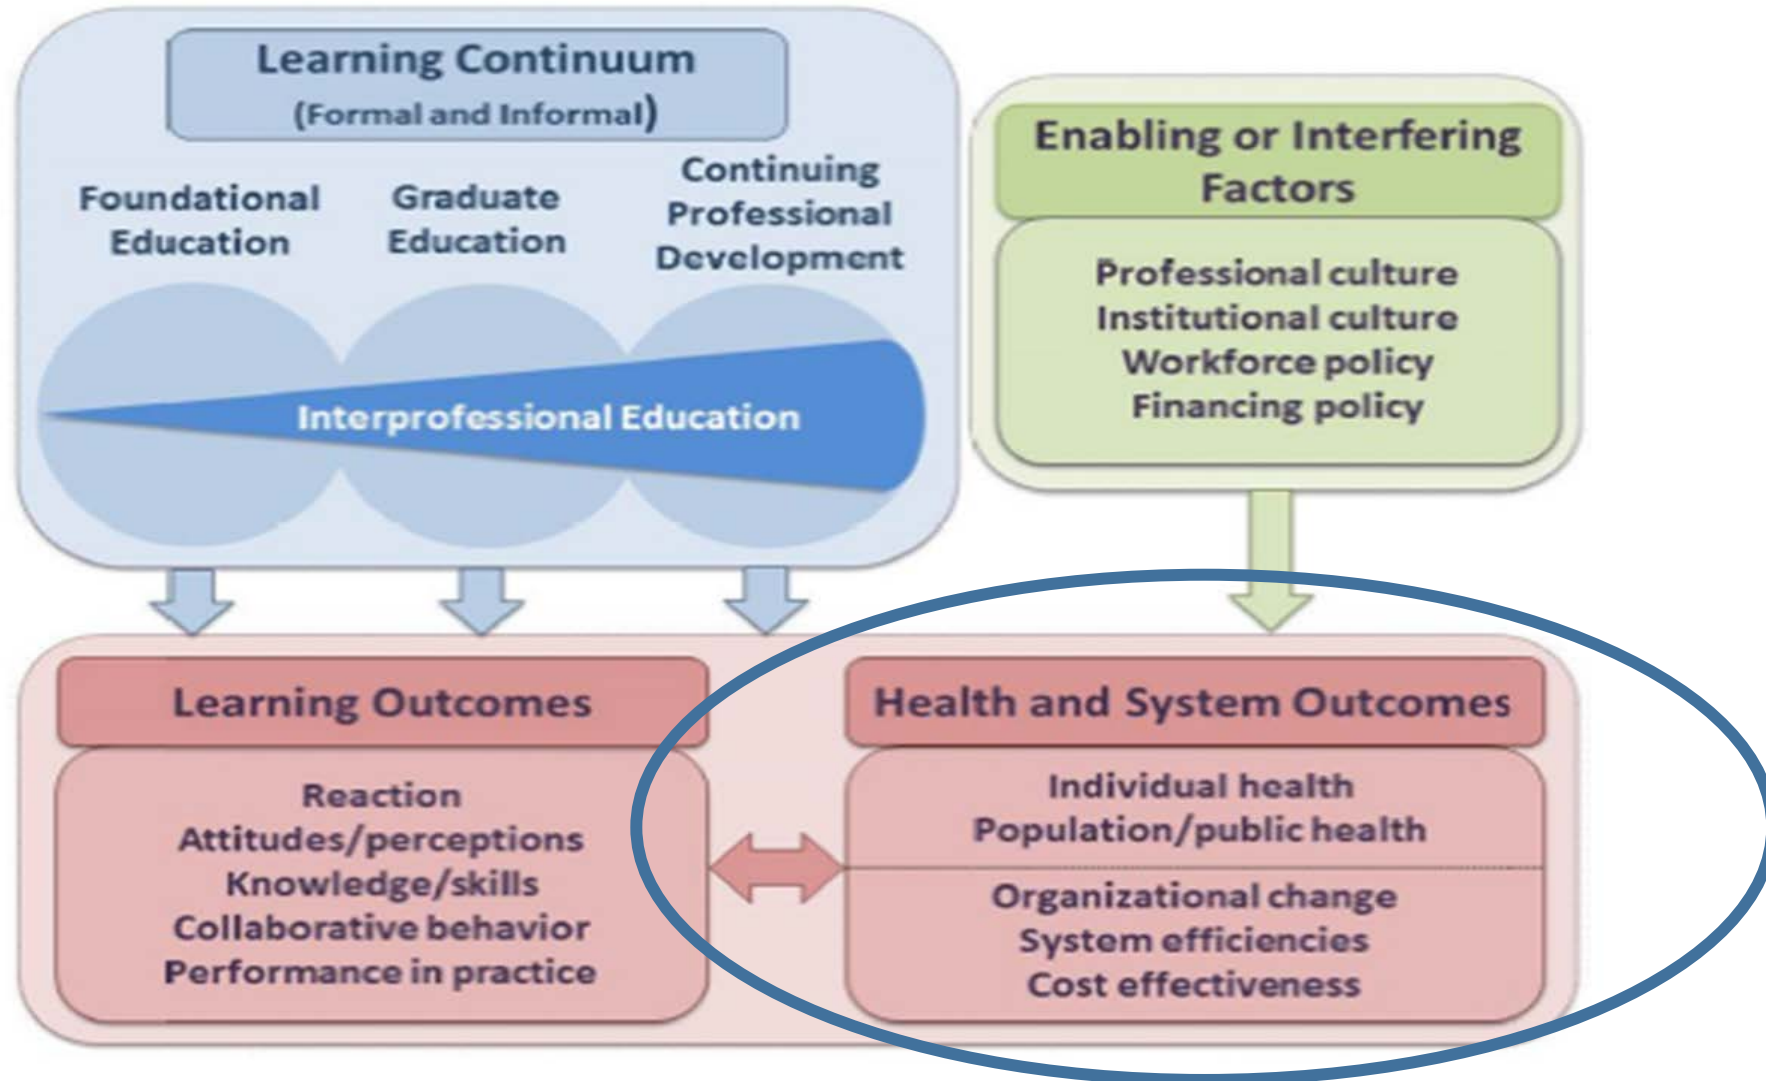 Learning Continuum
(Formal and Informal)
Foundational
Education
Graduate
Education
Continuing
Professional
Development
Interprofessional Education
Enabling or Interfering
Factors
Professional culture
Institutional culture
Workforce policy
Financing policy
Learning Outcomes
Reaction
Attitudes/perceptions
Knowledge/skills
Collaborative behavior
Performance in practice
Health and System Outcomes
Individual health
Population/public health
Organizational change
System efficiencies
Cost effectiveness